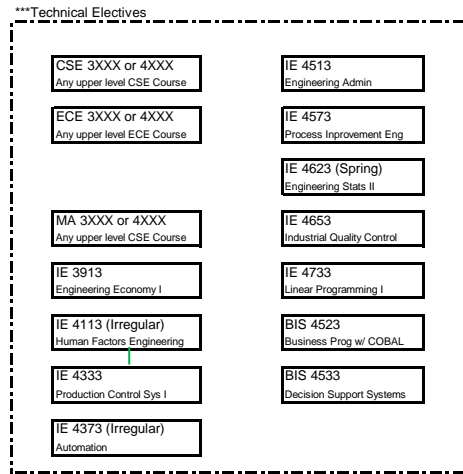 ***Technical Electives
CSE 3XXX or 4XXX
Any upper level CSE Course
ECE 3XXX or 4XXX
Any upper level ECE Course
MA 3XXX or 4XXX
Any upper level CSE Course
IE 3913
Engineering Economy I
IE 4113 (Irregular)
Human Factors Engineering
IE 4333
Production Control Sys I
IE 4373 (Irregular)
Automation
IE 4513
Engineering Admin
IE 4573
Process Inprovement Eng
IE 4623 (Spring)
Engineering Stats II
IE 4653
Industrial Quality Control
IE 4733
Linear Programming I
BIS 4523
Business Prog w/ COBAL
BIS 4533
Decision Support Systems